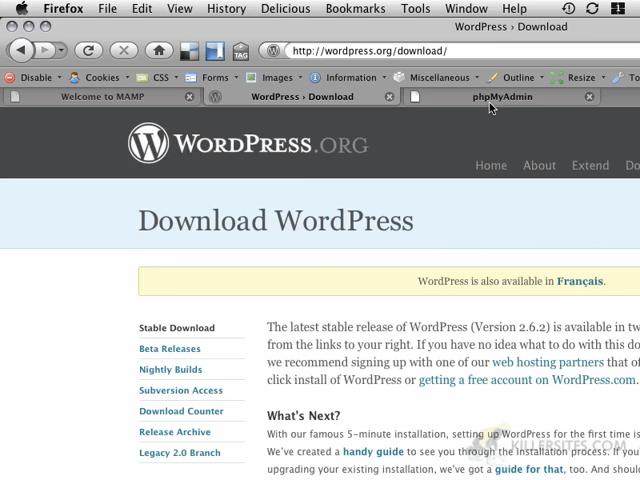 Firefox File Edit View History Delicious Bookmarks Tools Window Help
WordPress › Download
TAG http://wordpress.org/download/
Disable Cookies CSS Forms Images Information Miscellaneous Outline Resize To
Welcome to MAMP WordPress › Download phpMyAdmin
WORDPRESS.ORG
Home About Extend Do
Download WordPress
WordPress is also available in Français.
Stable Download
Beta Releases
Nightly Builds
Subversion Access
Download Counter
Release Archive
Legacy 2.0 Branch
The latest stable release of WordPress (Version 2.6.2) is available in tw
from the links to your right. If you have no idea what to do with this do
we recommend signing up with one of our web hosting partners that of
click install of WordPress or getting a free account on WordPress.com.
What's Next?
With our famous 5-minute installation, setting up WordPress for the first time is
We've created a handy guide to see you through the installation process. If yo
upgrading your existing installation, we've got a guide for that, too. And shoul
KILLERSITES.COM